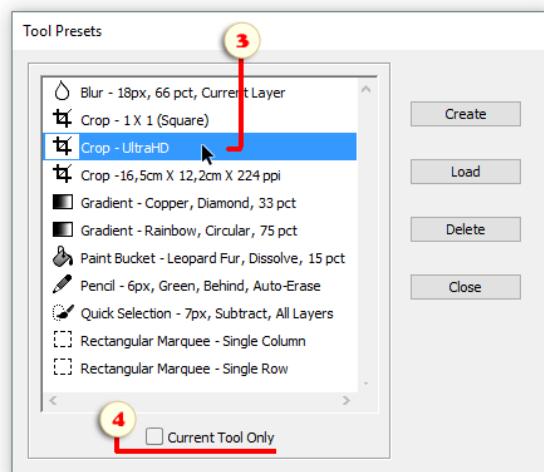 Tool Presets
3
Blur - 18px, 66 pct, Current Layer
Crop - 1 X 1 (Square)
Crop - UltraHD
Crop -16,5cm X 12,2cm X 224 ppi
Gradient - Copper, Diamond, 33 pct
Gradient - Rainbow, Circular, 75 pct
Paint Bucket - Leopard Fur, Dissolve, 15 pct
Pencil - 6px, Green, Behind, Auto-Erase
Quick Selection - 7px, Subtract, All Layers
Rectangular Marquee - Single Column
Rectangular Marquee - Single Row
Create
Load
Delete
Close
4
Current Tool Only